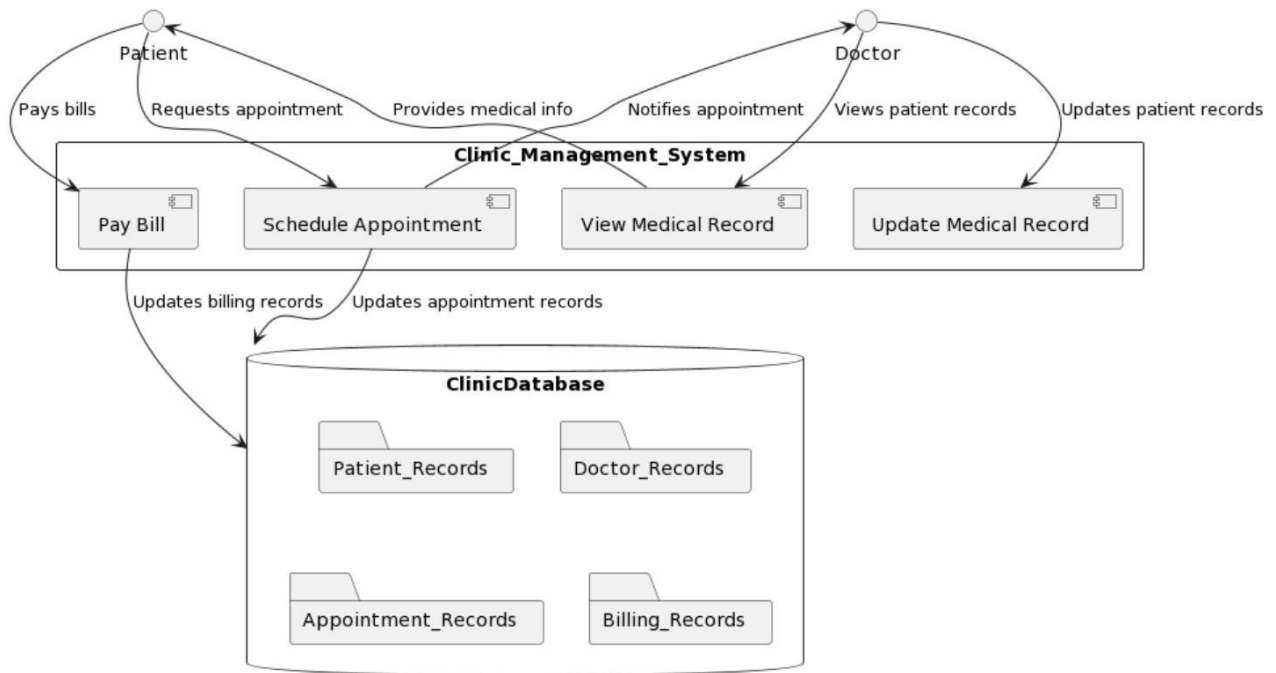 Patient
Doctor
Pays bills
Requests appointment
Provides medical info
Notifies appointment
Views patient records
Updates patient records
Clinic_Management_System
Pay Bill
Schedule Appointment
View Medical Record
Update Medical Record
Updates billing records
Updates appointment records
ClinicDatabase
Patient_Records
Doctor_Records
Appointment_Records
Billing_Records